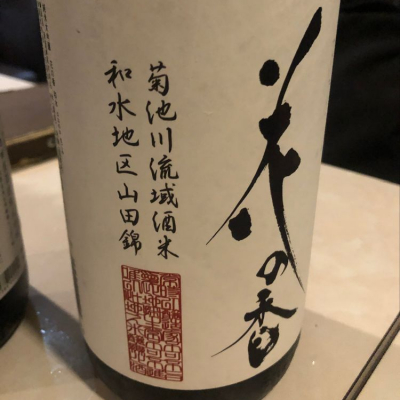 花の香
菊池川流域酒米
和水地区山田錦